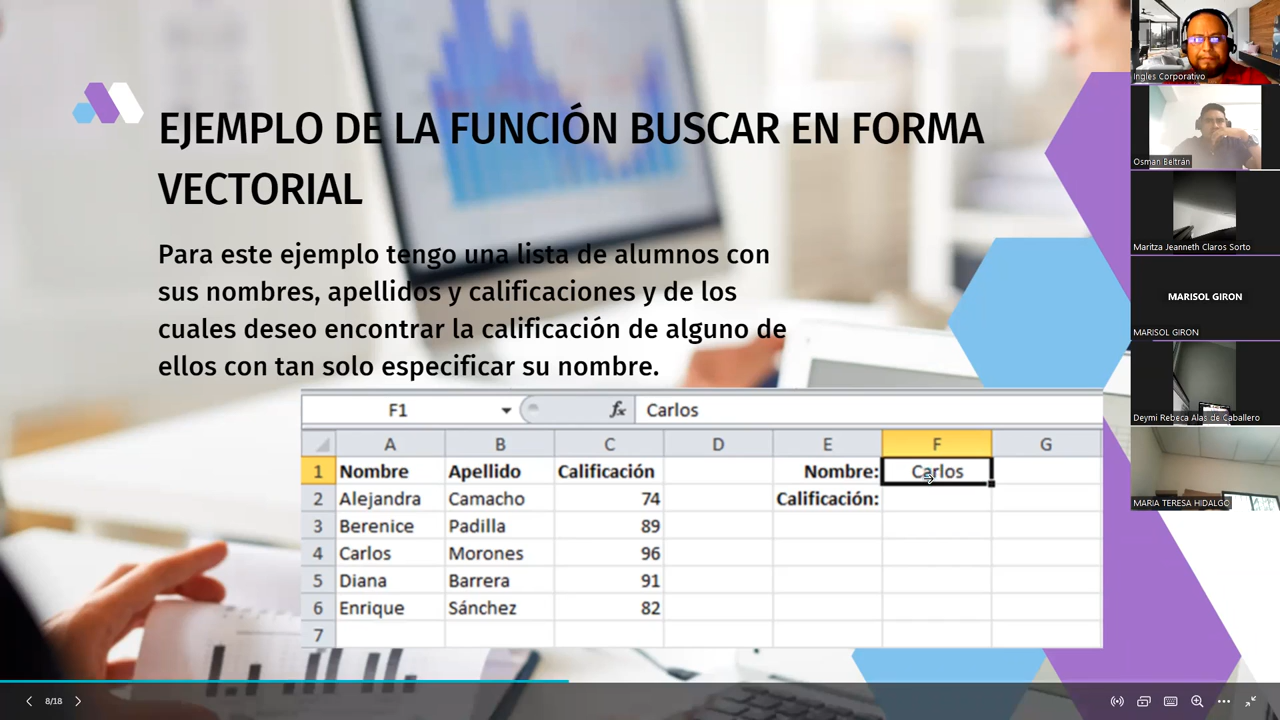 EJEMPLO DE LA FUNCIÓN BUSCAR EN FORMA
VECTORIAL
Para este ejemplo tengo una lista de alumnos con
sus nombres, apellidos y calificaciones y de los
cuales deseo encontrar la calificación de alguno de
ellos con tan solo especificar su nombre.
F1 fx Carlos
A B C D E F G
1 Nombre Apellido Calificación Nombre: Carlos
2 Alejandra Camacho 74 Calificación:
3 Berenice Padilla 89
4 Carlos Morones 96
5 Diana Barrera 91
6 Enrique Sánchez 82
7
8/18
Ingles Corporativo
Osman Beltrán
Maritza Jeanneth Claros Sorto
MARISOL GIRON
MARISOL GIRON
Deymi Rebeca Alas de Caballero
MARIA TERESA HIDALGO